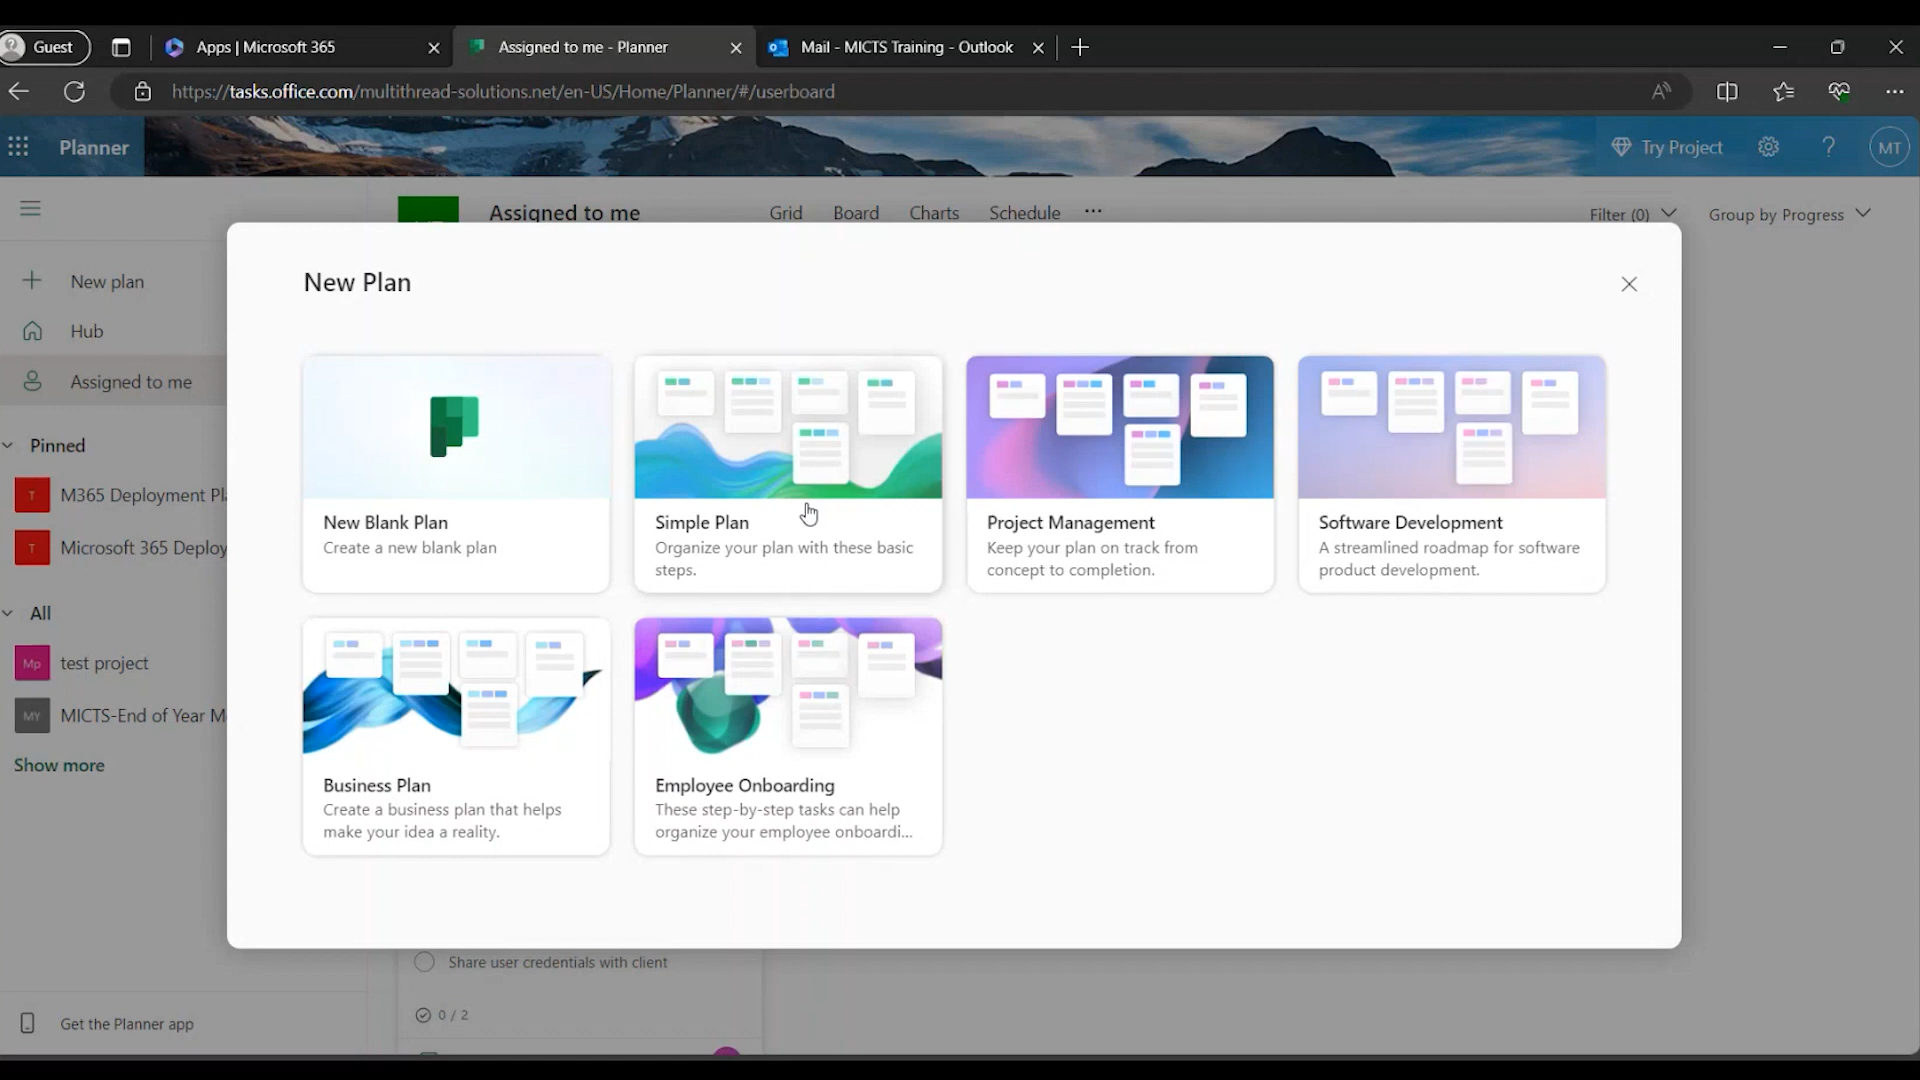 Guest
Apps | Microsoft 365
Assigned to me - Planner
Mail - MICTS Training - Outlook
https://tasks.office.com/multithread-solutions.net/en-US/Home/Planner/#/userboard
Planner
Try Project
?
MT
Assigned to me
Grid
Board
Charts
Schedule
Filter (0)
Group by Progress
New plan
Hub
Assigned to me
Pinned
T
M365 Deployment
T
Microsoft 365
All
Mp
test project
MY
MICTS-End of Year
Show more
Get the Planner app
New Plan
New Blank Plan
Create a new blank plan
Simple Plan
Organize your plan with these basic
steps.
Project Management
Keep your plan on track from
concept to completion.
Software Development
A streamlined roadmap for software
product development.
Business Plan
Create a business plan that helps
make your idea a reality.
Employee Onboarding
These step-by-step tasks can help
organize your employee onboardi...
Share user credentials with client
0 / 2